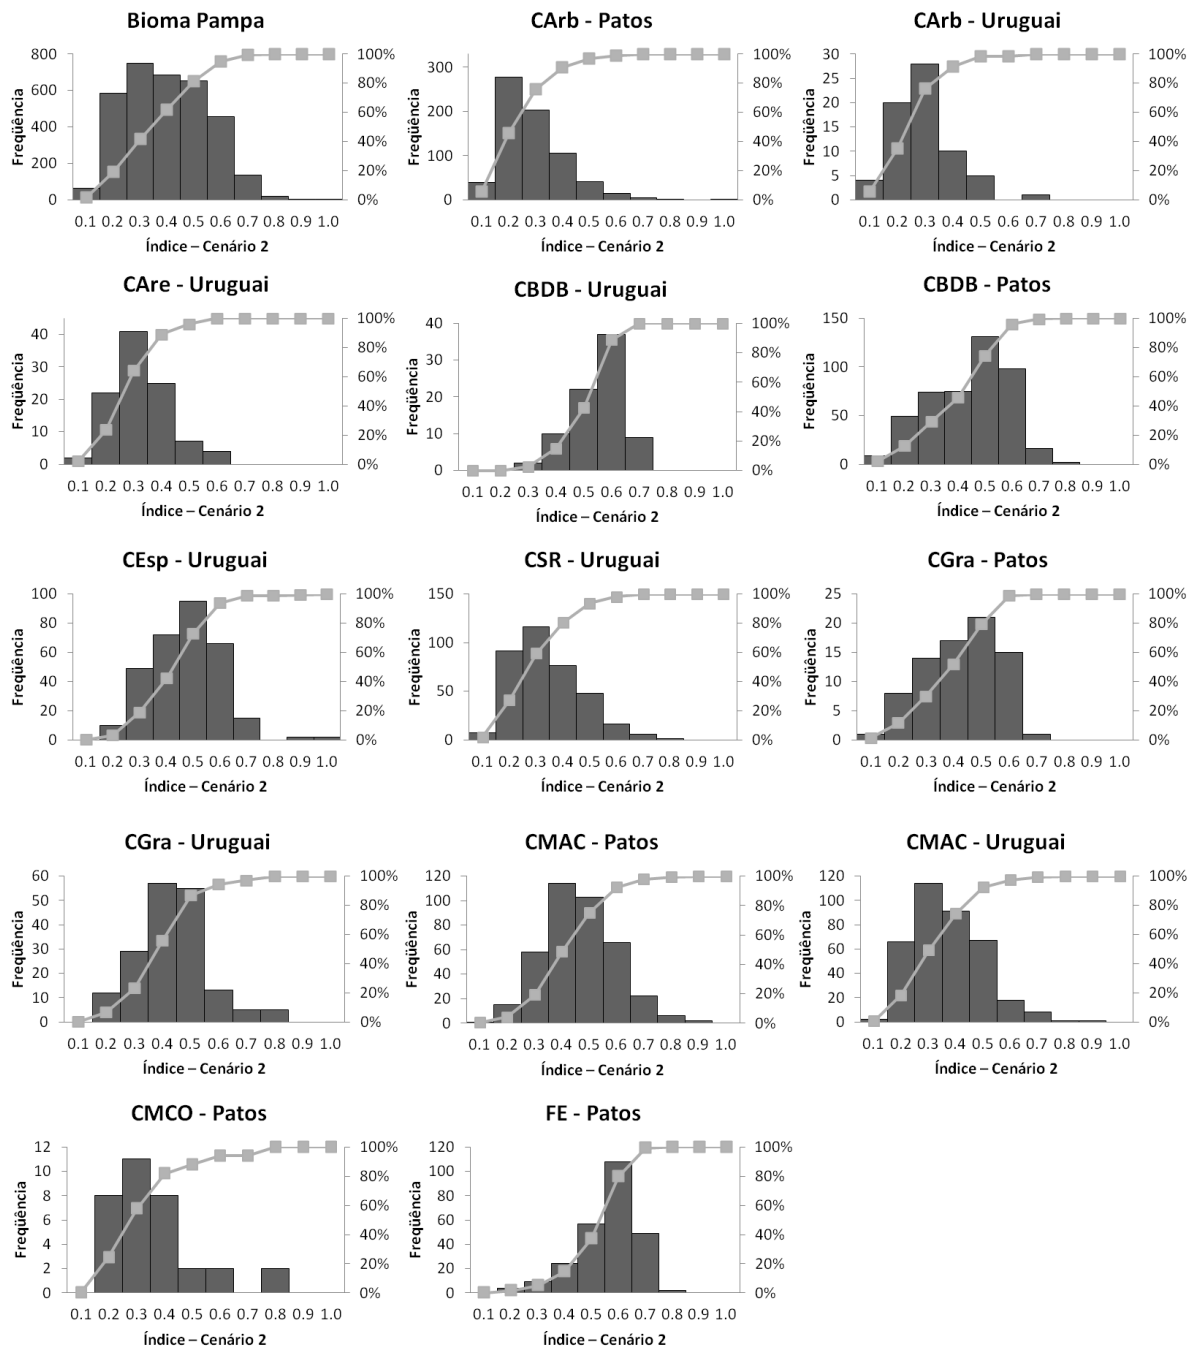 Bioma Pampa
CArb - Patos
CArb - Uruguai
800
600
400
200
0
100%
80%
60%
40%
20%
0%
Freqüência
0.1 0.2 0.3 0.4 0.5 0.6 0.7 0.8 0.9 1.0
Índice – Cenário 2
300
200
100
0
100%
80%
60%
40%
20%
0%
Freqüência
0.1 0.2 0.3 0.4 0.5 0.6 0.7 0.8 0.9 1.0
Índice – Cenário 2
30
25
20
15
10
5
0
100%
80%
60%
40%
20%
0%
Freqüência
0.1 0.2 0.3 0.4 0.5 0.6 0.7 0.8 0.9 1.0
Índice – Cenário 2
CAre - Uruguai
CBDB - Uruguai
CBDB - Patos
40
30
20
10
0
100%
80%
60%
40%
20%
0%
Freqüência
0.1 0.2 0.3 0.4 0.5 0.6 0.7 0.8 0.9 1.0
Índice – Cenário 2
40
30
20
10
0
100%
80%
60%
40%
20%
0%
Freqüência
0.1 0.2 0.3 0.4 0.5 0.6 0.7 0.8 0.9 1.0
Índice – Cenário 2
150
100
50
0
100%
80%
60%
40%
20%
0%
Freqüência
0.1 0.2 0.3 0.4 0.5 0.6 0.7 0.8 0.9 1.0
Índice – Cenário 2
CEsp - Uruguai
CSR - Uruguai
CGra - Patos
100
80
60
40
20
0
100%
80%
60%
40%
20%
0%
Freqüência
0.1 0.2 0.3 0.4 0.5 0.6 0.7 0.8 0.9 1.0
Índice – Cenário 2
150
100
50
0
100%
80%
60%
40%
20%
0%
Freqüência
0.1 0.2 0.3 0.4 0.5 0.6 0.7 0.8 0.9 1.0
Índice – Cenário 2
25
20
15
10
5
0
100%
80%
60%
40%
20%
0%
Freqüência
0.1 0.2 0.3 0.4 0.5 0.6 0.7 0.8 0.9 1.0
Índice – Cenário 2
CGra - Uruguai
CMAC - Patos
CMAC - Uruguai
60
50
40
30
20
10
0
100%
80%
60%
40%
20%
0%
Freqüência
0.1 0.2 0.3 0.4 0.5 0.6 0.7 0.8 0.9 1.0
Índice – Cenário 2
120
100
80
60
40
20
0
100%
80%
60%
40%
20%
0%
Freqüência
0.1 0.2 0.3 0.4 0.5 0.6 0.7 0.8 0.9 1.0
Índice – Cenário 2
120
100
80
60
40
20
0
100%
80%
60%
40%
20%
0%
Freqüência
0.1 0.2 0.3 0.4 0.5 0.6 0.7 0.8 0.9 1.0
Índice – Cenário 2
CMCO - Patos
FE - Patos
12
10
8
6
4
2
0
100%
80%
60%
40%
20%
0%
Freqüência
0.1 0.2 0.3 0.4 0.5 0.6 0.7 0.8 0.9 1.0
Índice – Cenário 2
120
100
80
60
40
20
0
100%
80%
60%
40%
20%
0%
Freqüência
0.1 0.2 0.3 0.4 0.5 0.6 0.7 0.8 0.9 1.0
Índice – Cenário 2